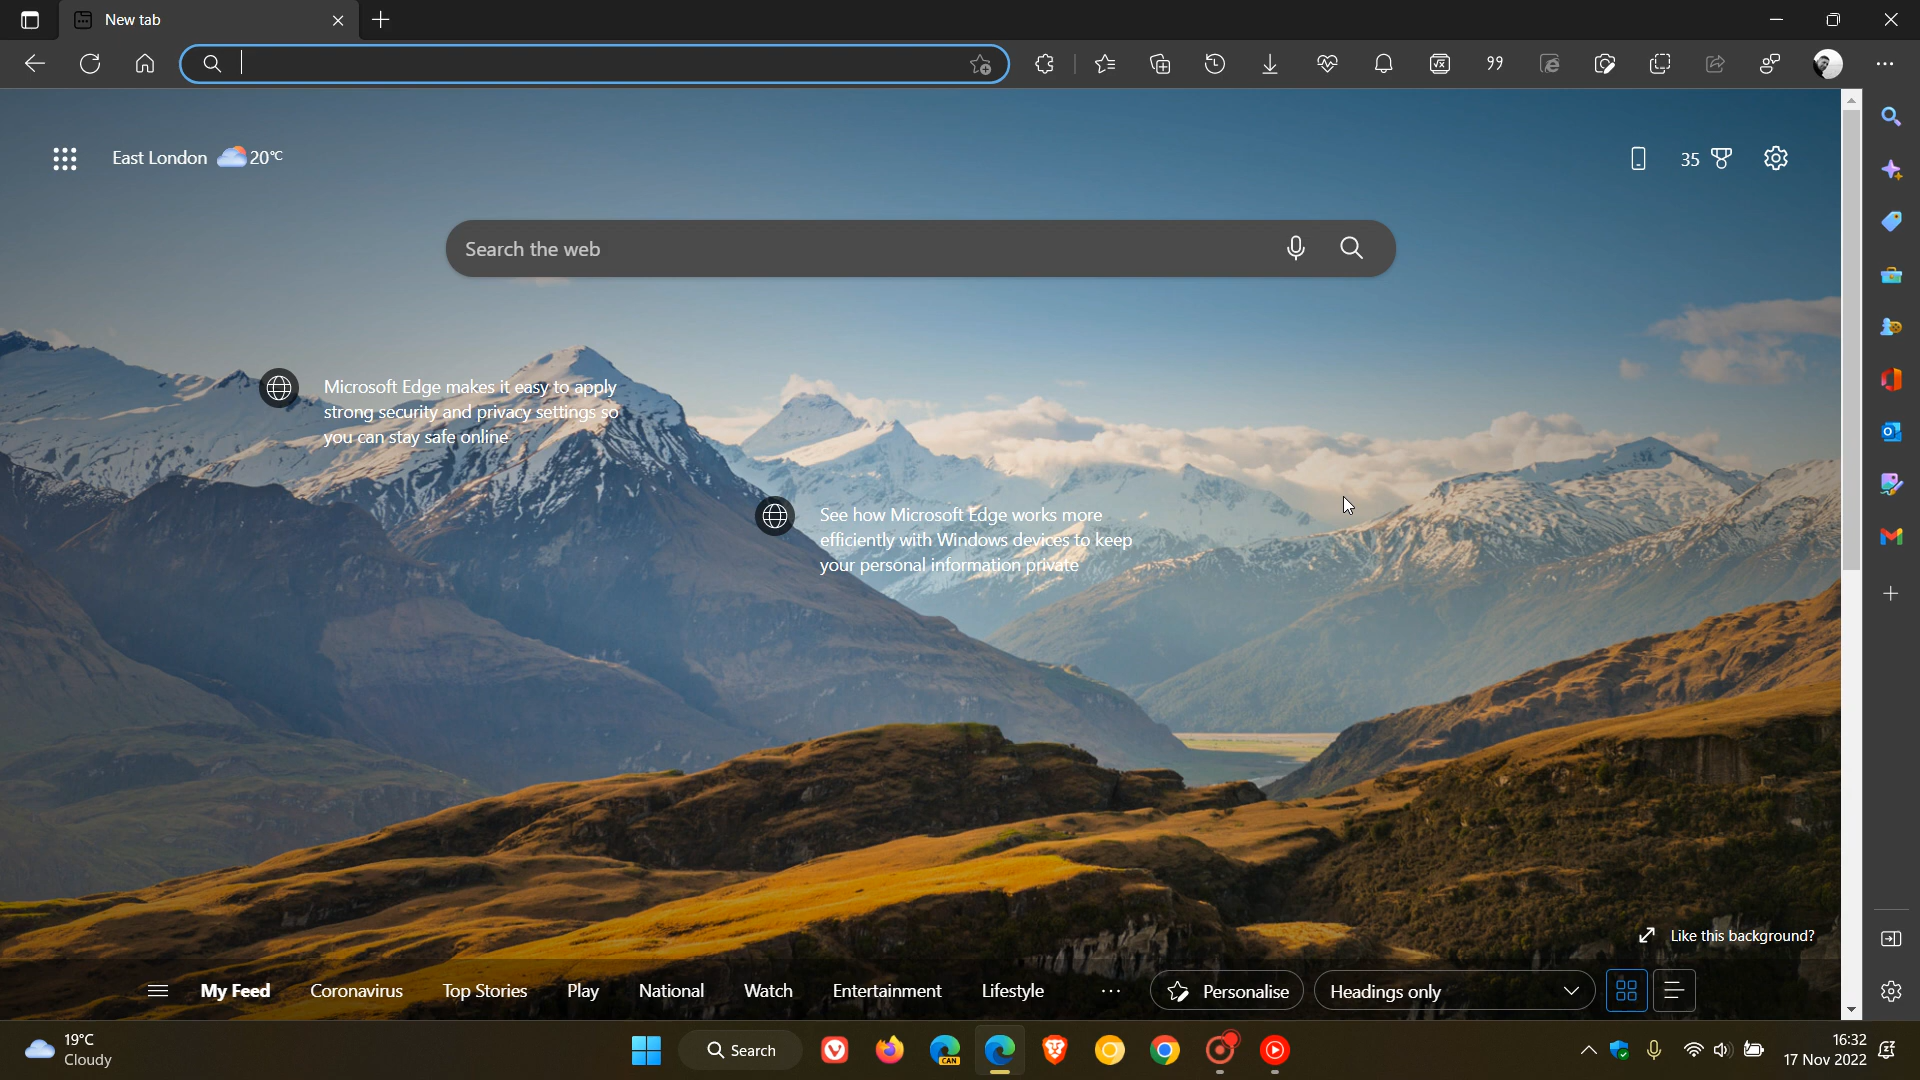 New tab
East London 20°C
35
Search the web
Microsoft Edge makes it easy to apply
strong security and privacy settings so
you can stay safe online
See how Microsoft Edge works more
efficiently with Windows devices to keep
your personal information private
Like this background?
My Feed Coronavirus Top Stories Play National Watch Entertainment Lifestyle ... Personalise Headings only
19°C
Cloudy
Search
CAN
16:32
17 Nov 2022